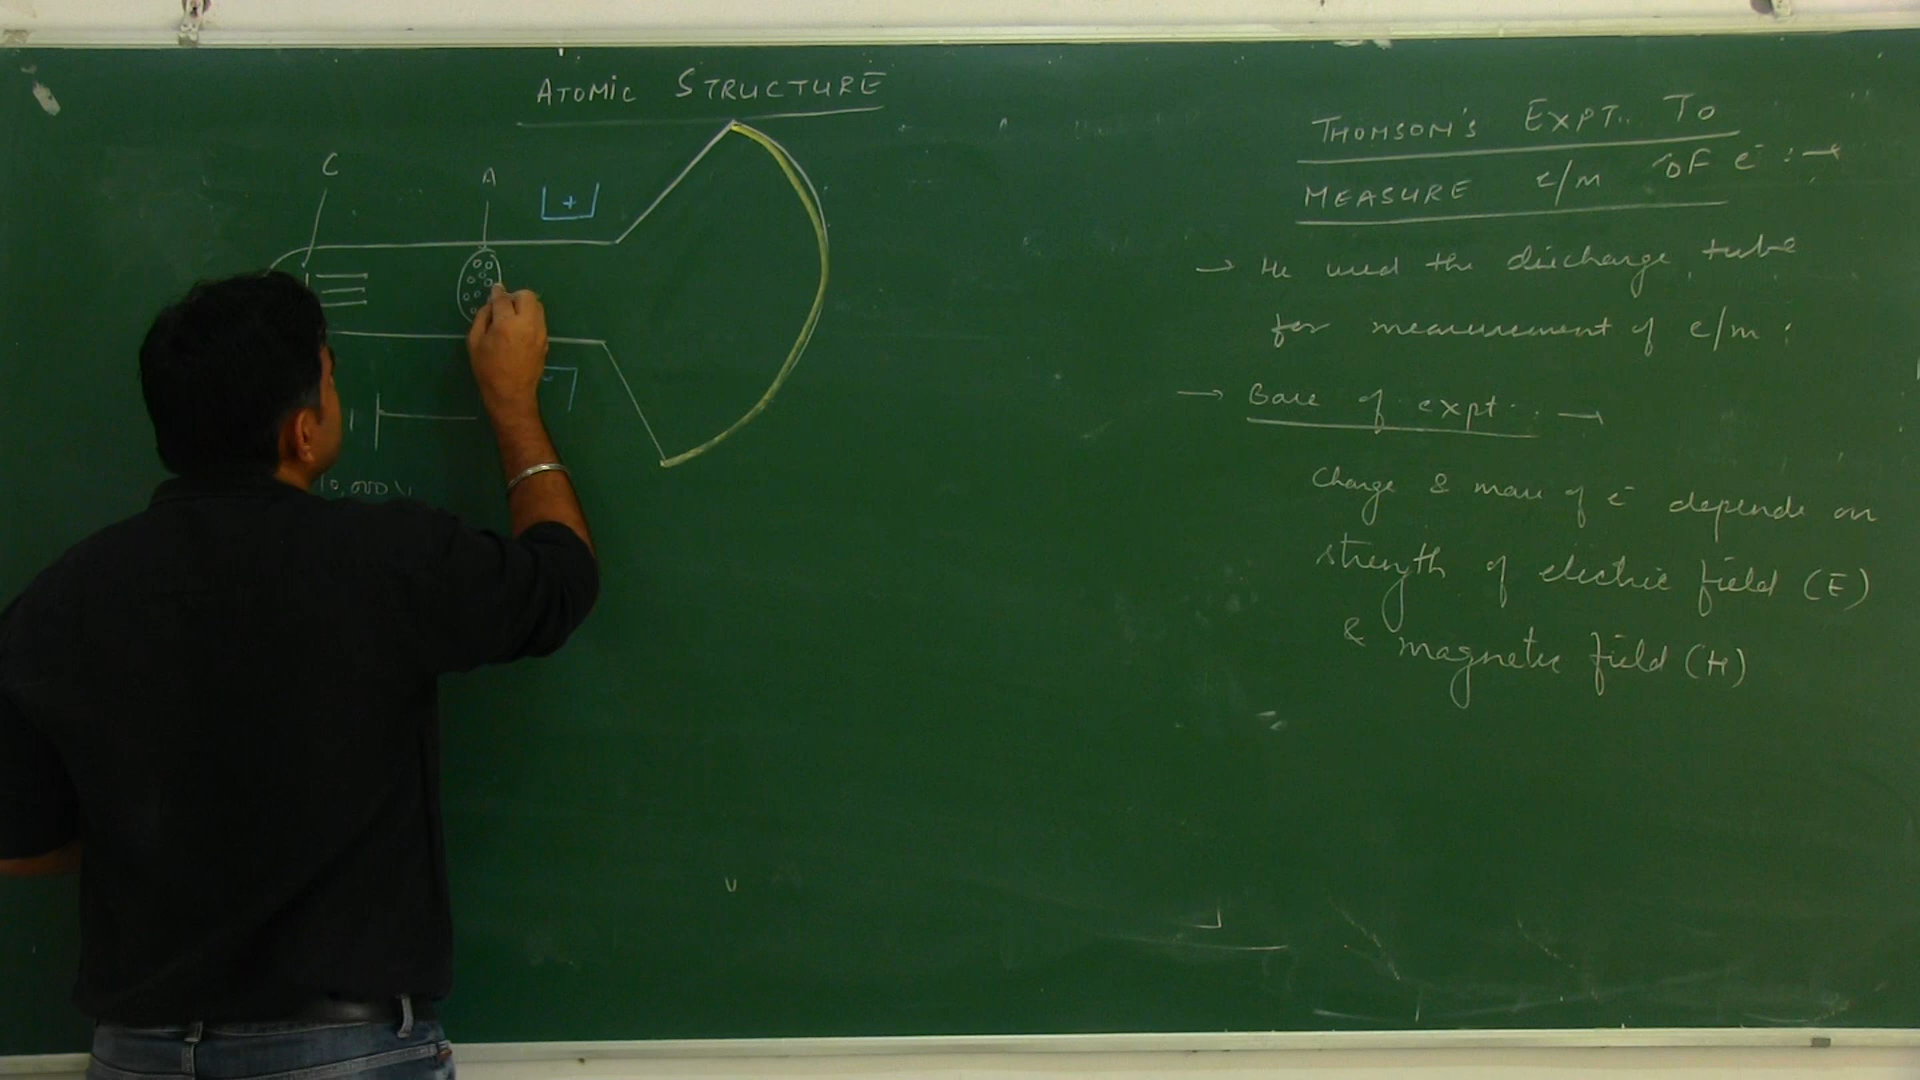 ATOMIC STRUCTURE
C
A
+
-
10,000 V
THOMSON'S EXPT. TO
MEASURE e/m OF e⁻ :→
→ He used the discharge tube
for measurement of e/m :
→ Base of expt :→
Charge & mass of e⁻ depends on
strength of electric field (E)
& magnetic field (H)